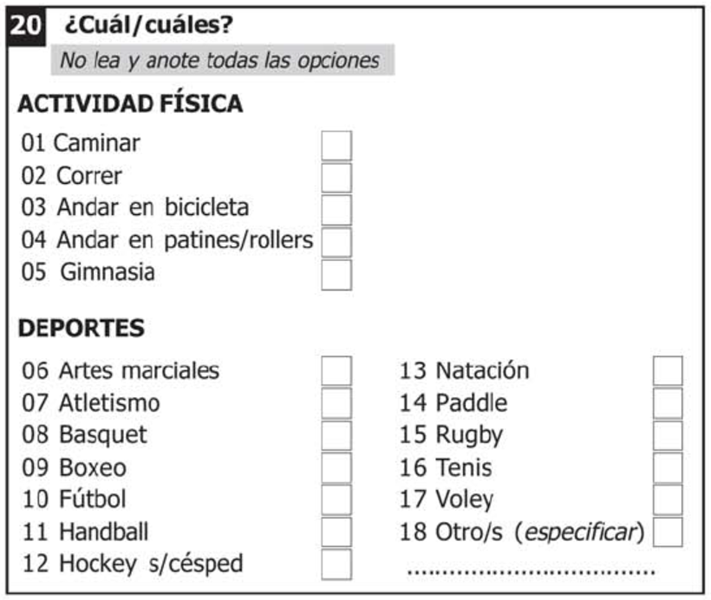 20 ¿Cuál/cuáles?
No lea y anote todas las opciones
ACTIVIDAD FÍSICA
01 Caminar
02 Correr
03 Andar en bicicleta
04 Andar en patines/rollers
05 Gimnasia
DEPORTES
06 Artes marciales
07 Atletismo
08 Basquet
09 Boxeo
10 Fútbol
11 Handball
12 Hockey s/césped
13 Natación
14 Paddle
15 Rugby
16 Tenis
17 Voley
18 Otro/s (especificar)
..................................